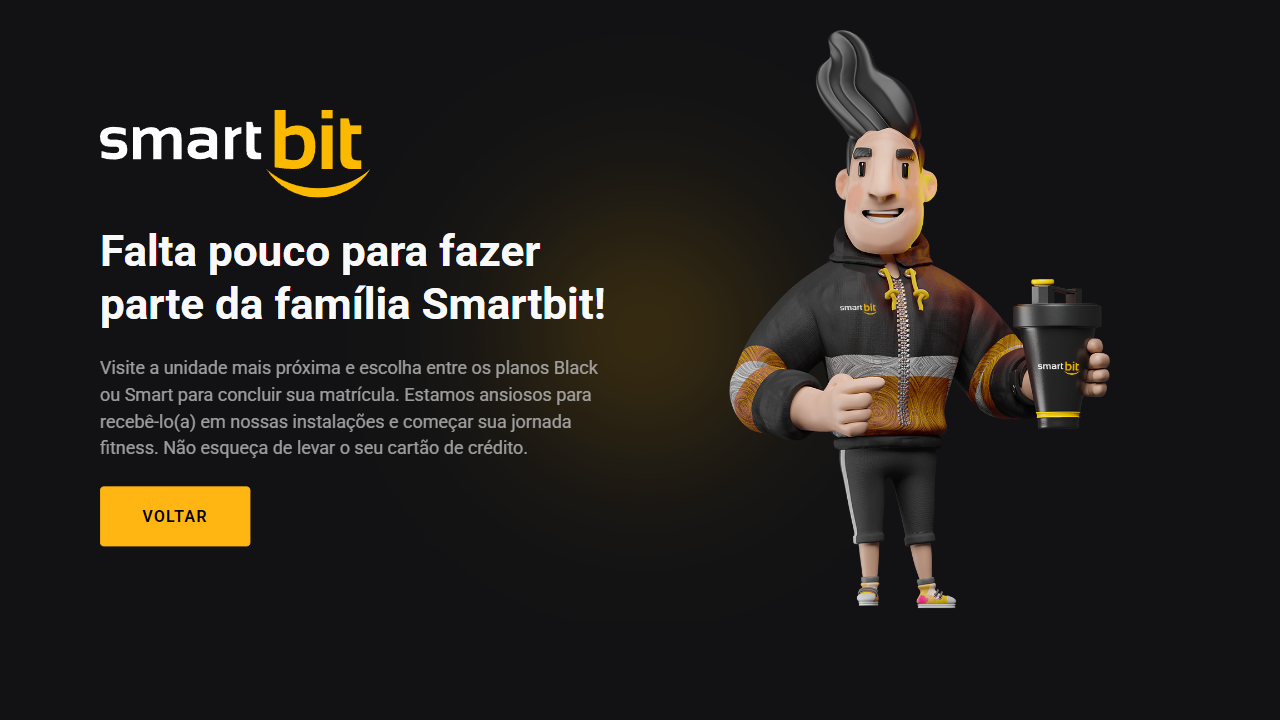 smart bit
Falta pouco para fazer
parte da família Smartbit!
Visite a unidade mais próxima e escolha entre os planos Black
ou Smart para concluir sua matrícula. Estamos ansiosos para
recebê-lo(a) em nossas instalações e começar sua jornada
fitness. Não esqueça de levar o seu cartão de crédito.
VOLTAR
smart bit
smart bit